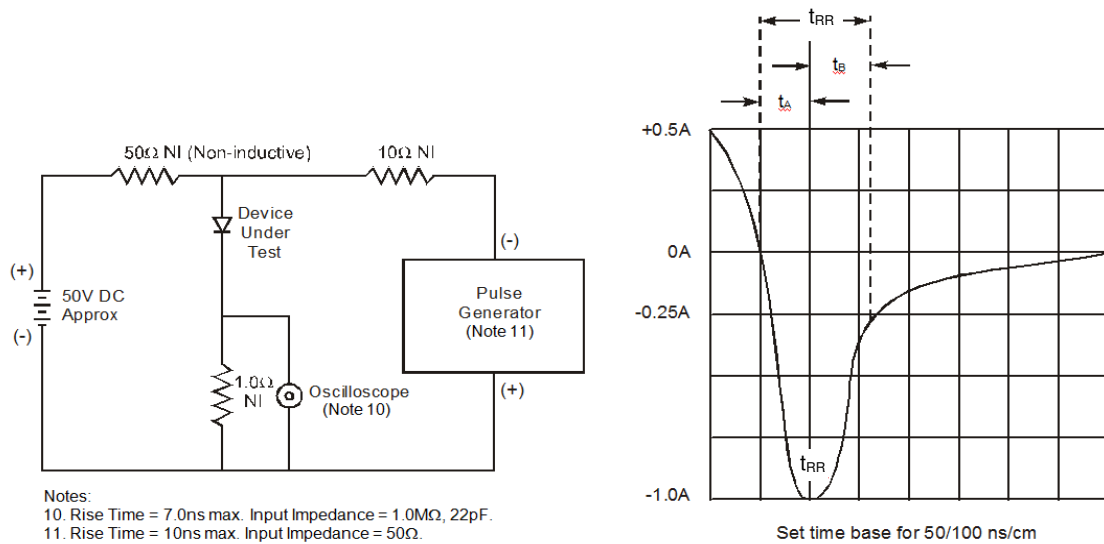 50Ω NI (Non-inductive)
10Ω NI
Device
Under
Test
(+)
50V DC
Approx
(-)
(-)
Pulse
Generator
(Note 11)
(+)
1.0Ω
NI
Oscilloscope
(Note 10)
Notes:
10. Rise Time = 7.0ns max. Input Impedance = 1.0MΩ, 22pF.
11. Rise Time = 10ns max. Input Impedance = 50Ω.
tRR
tB
tA
+0.5A
0A
-0.25A
tRR
-1.0A
Set time base for 50/100 ns/cm